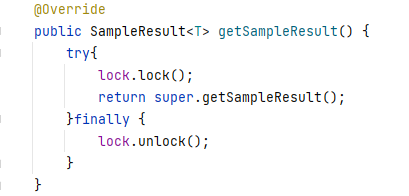 @Override
public SampleResult<T> getSampleResult() {
    try{
        lock.lock();
        return super.getSampleResult();
    }finally {
        lock.unlock();
    }
}